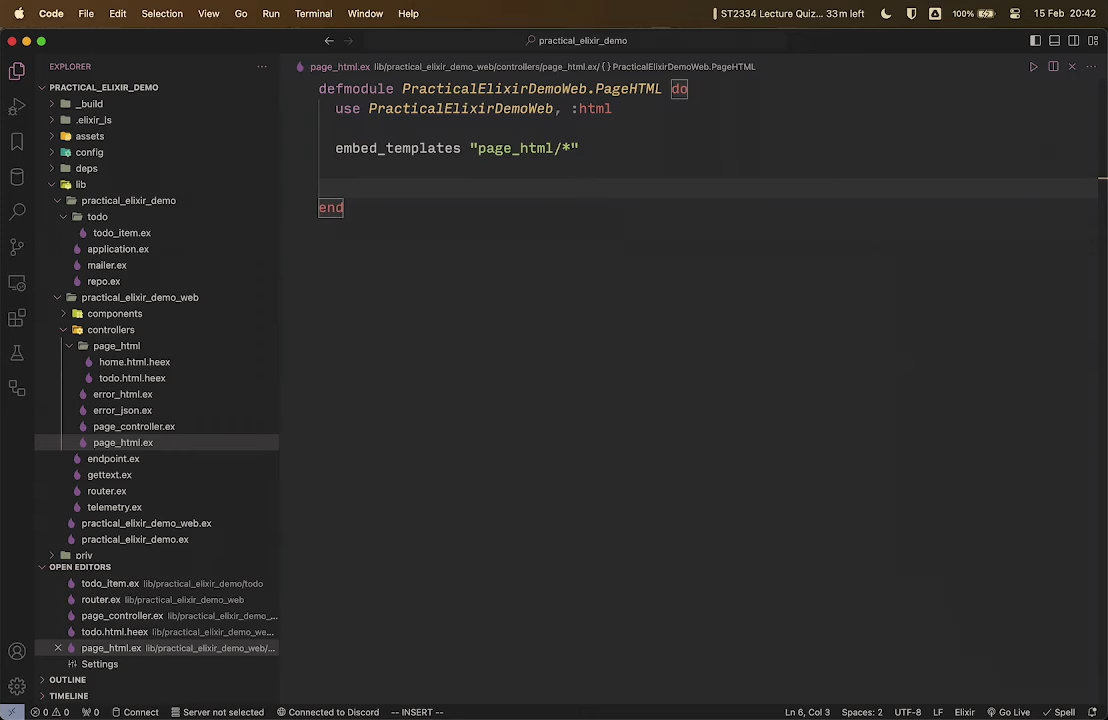 Code File Edit Selection View Go Run Terminal Window Help ST2334 Lecture Quiz... 33m left 100% 15 Feb 20:42
practical_elixir_demo
EXPLORER
page_html.ex lib/practical_elixir_demo_web/controllers/page_html.ex/{} PracticalElixirDemoWeb.PageHTML
PRACTICAL_ELIXIR_DEMO
_build
.elixir_ls
assets
config
deps
lib
practical_elixir_demo
todo
todo_item.ex
application.ex
mailer.ex
repo.ex
practical_elixir_demo_web
components
controllers
page_html
home.html.heex
todo.html.heex
error_html.ex
error_json.ex
page_controller.ex
page_html.ex
endpoint.ex
gettext.ex
router.ex
telemetry.ex
practical_elixir_demo_web.ex
practical_elixir_demo.ex
priv
OPEN EDITORS
todo_item.ex lib/practical_elixir_demo/todo
router.ex lib/practical_elixir_demo_web
page_controller.ex lib/practical_elixir_demo_...
todo.html.heex lib/practical_elixir_demo_we...
page_html.ex lib/practical_elixir_demo_web/...
Settings
OUTLINE
TIMELINE
defmodule PracticalElixirDemoWeb.PageHTML do
use PracticalElixirDemoWeb, :html
embed_templates "page_html/*"
end
0 0 0 Connect Server not selected Connected to Discord -- INSERT -- Ln 6, Col 3 Spaces: 2 UTF-8 LF Elixir Go Live Spell